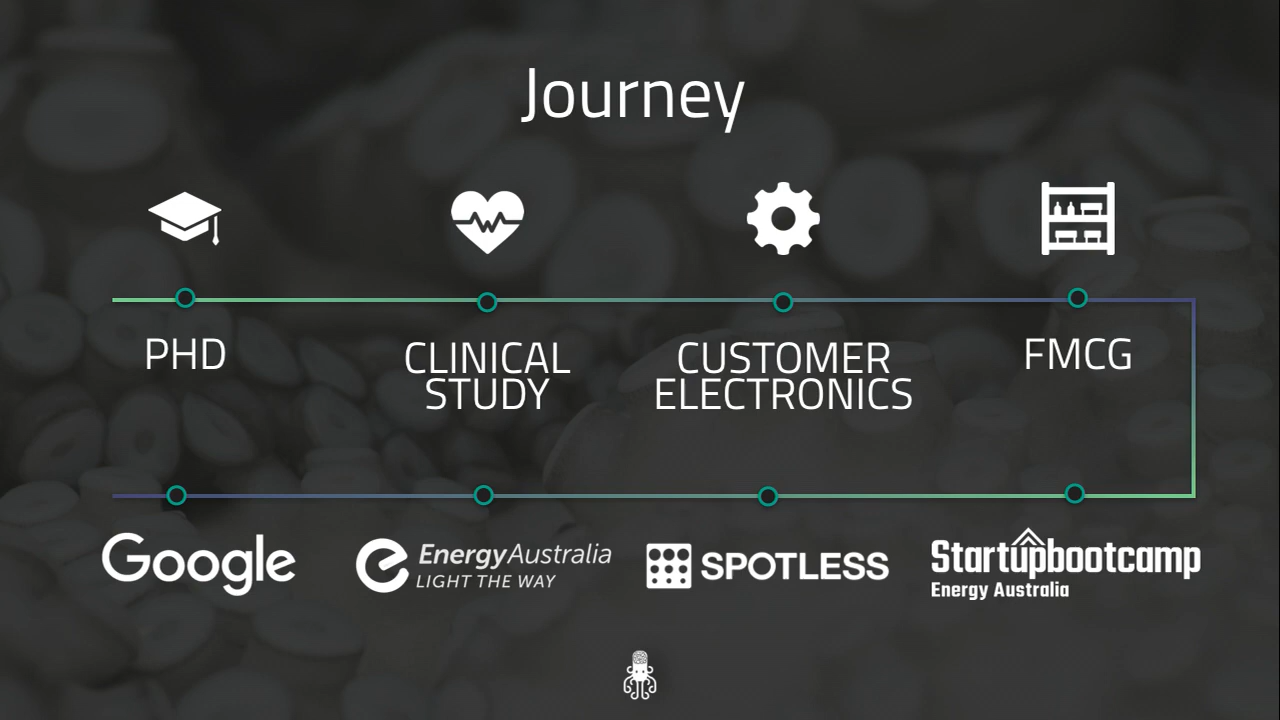 Journey
PHD
CLINICAL
STUDY
CUSTOMER
ELECTRONICS
FMCG
Google
EnergyAustralia
LIGHT THE WAY
SPOTLESS
Startupbootcamp
Energy Australia